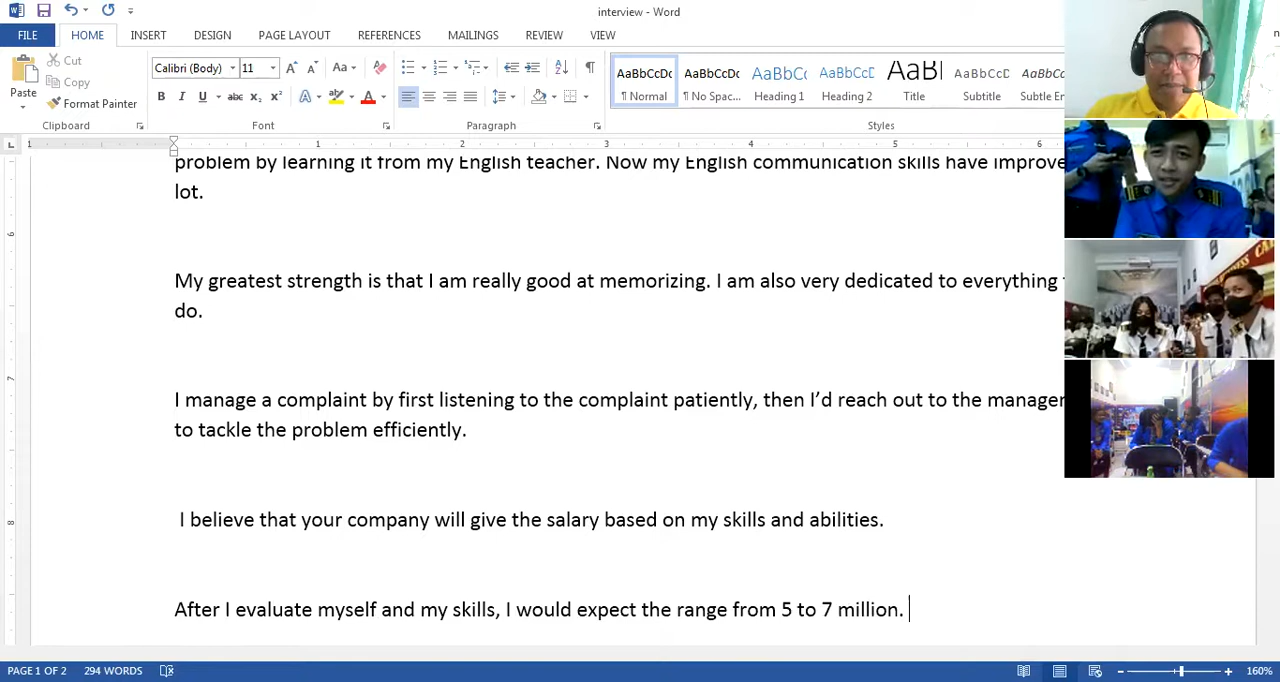 interview - Word
FILE HOME INSERT DESIGN PAGE LAYOUT REFERENCES MAILINGS REVIEW VIEW
Cut
Copy
Format Painter
Paste
Calibri (Body) 11
AaBbCcDc AaBbCcDc AaBbCc AaBbCcC AaBl AaBbCcD AaBbCcD
¶ Normal ¶ No Spac... Heading 1 Heading 2 Title Subtitle Subtle En
Clipboard Font Paragraph Styles
problem by learning it from my English teacher. Now my English communication skills have improve
lot.
My greatest strength is that I am really good at memorizing. I am also very dedicated to everything
do.
I manage a complaint by first listening to the complaint patiently, then I’d reach out to the manager
to tackle the problem efficiently.
I believe that your company will give the salary based on my skills and abilities.
After I evaluate myself and my skills, I would expect the range from 5 to 7 million.
PAGE 1 OF 2 294 WORDS 160%